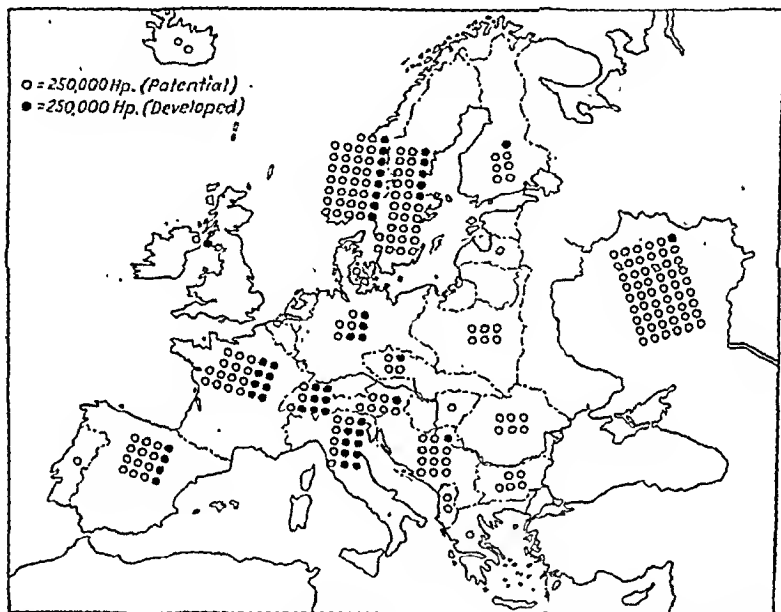 ○ = 250,000 Hp. (Potential)
● = 250,000 Hp. (Developed)